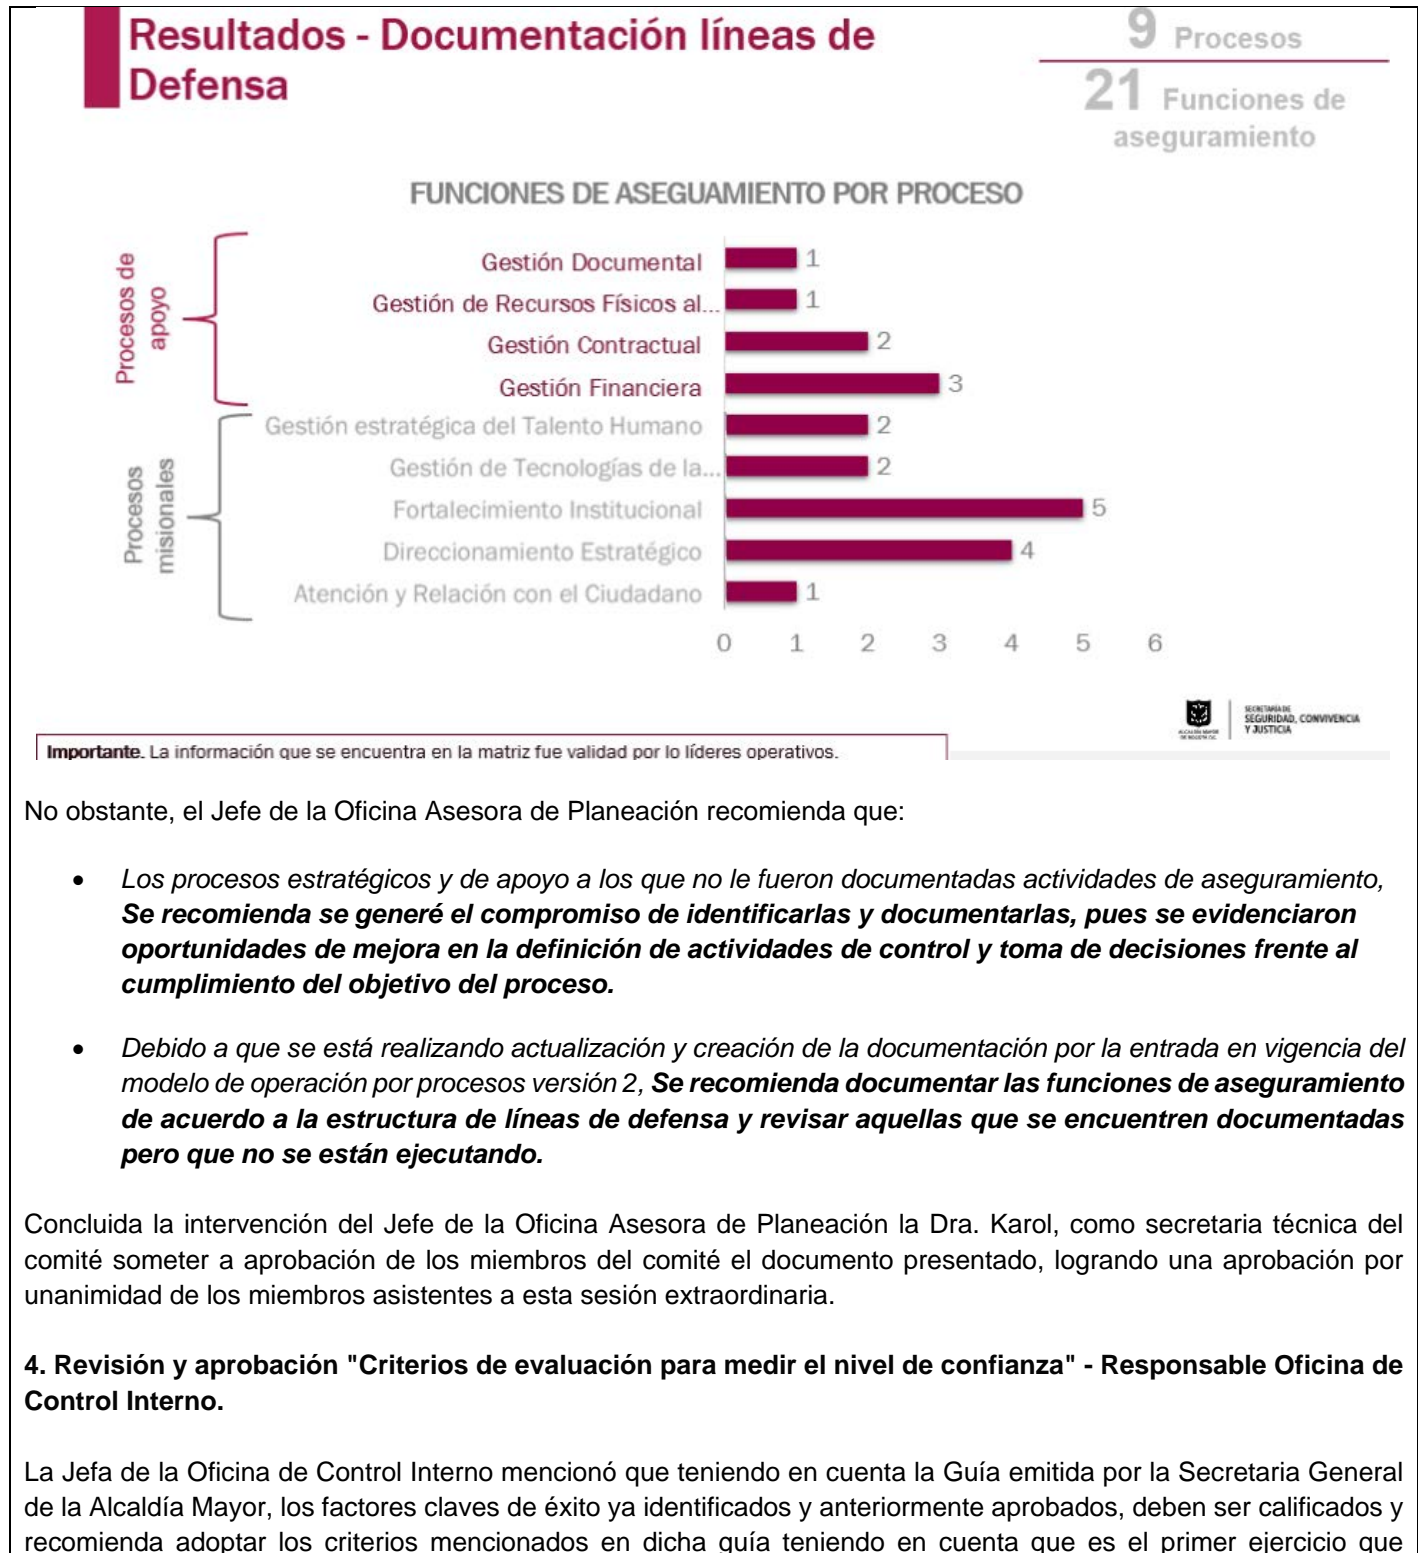 Resultados - Documentación líneas de
Defensa
9 Procesos
21 Funciones de
aseguramiento
FUNCIONES DE ASEGUAMIENTO POR PROCESO
Procesos de
apoyo
Gestión Documental 1
Gestión de Recursos Físicos al... 1
Gestión Contractual 2
Gestión Financiera 3
Procesos
misionales
Gestión estratégica del Talento Humano 2
Gestión de Tecnologías de la... 2
Fortalecimiento Institucional 5
Direccionamiento Estratégico 4
Atención y Relación con el Ciudadano 1
0 1 2 3 4 5 6
ALCALDÍA MAYOR
DE BOGOTÁ D.C.
SECRETARÍA DE
SEGURIDAD, CONVIVENCIA
Y JUSTICIA
Importante. La información que se encuentra en la matriz fue validad por lo líderes operativos.
No obstante, el Jefe de la Oficina Asesora de Planeación recomienda que:
• Los procesos estratégicos y de apoyo a los que no le fueron documentadas actividades de aseguramiento,
Se recomienda se generé el compromiso de identificarlas y documentarlas, pues se evidenciaron
oportunidades de mejora en la definición de actividades de control y toma de decisiones frente al
cumplimiento del objetivo del proceso.
• Debido a que se está realizando actualización y creación de la documentación por la entrada en vigencia del
modelo de operación por procesos versión 2, Se recomienda documentar las funciones de aseguramiento
de acuerdo a la estructura de líneas de defensa y revisar aquellas que se encuentren documentadas
pero que no se están ejecutando.
Concluida la intervención del Jefe de la Oficina Asesora de Planeación la Dra. Karol, como secretaria técnica del
comité someter a aprobación de los miembros del comité el documento presentado, logrando una aprobación por
unanimidad de los miembros asistentes a esta sesión extraordinaria.
4. Revisión y aprobación "Criterios de evaluación para medir el nivel de confianza" - Responsable Oficina de
Control Interno.
La Jefa de la Oficina de Control Interno mencionó que teniendo en cuenta la Guía emitida por la Secretaria General
de la Alcaldía Mayor, los factores claves de éxito ya identificados y anteriormente aprobados, deben ser calificados y
recomienda adoptar los criterios mencionados en dicha guía teniendo en cuenta que es el primer ejercicio que